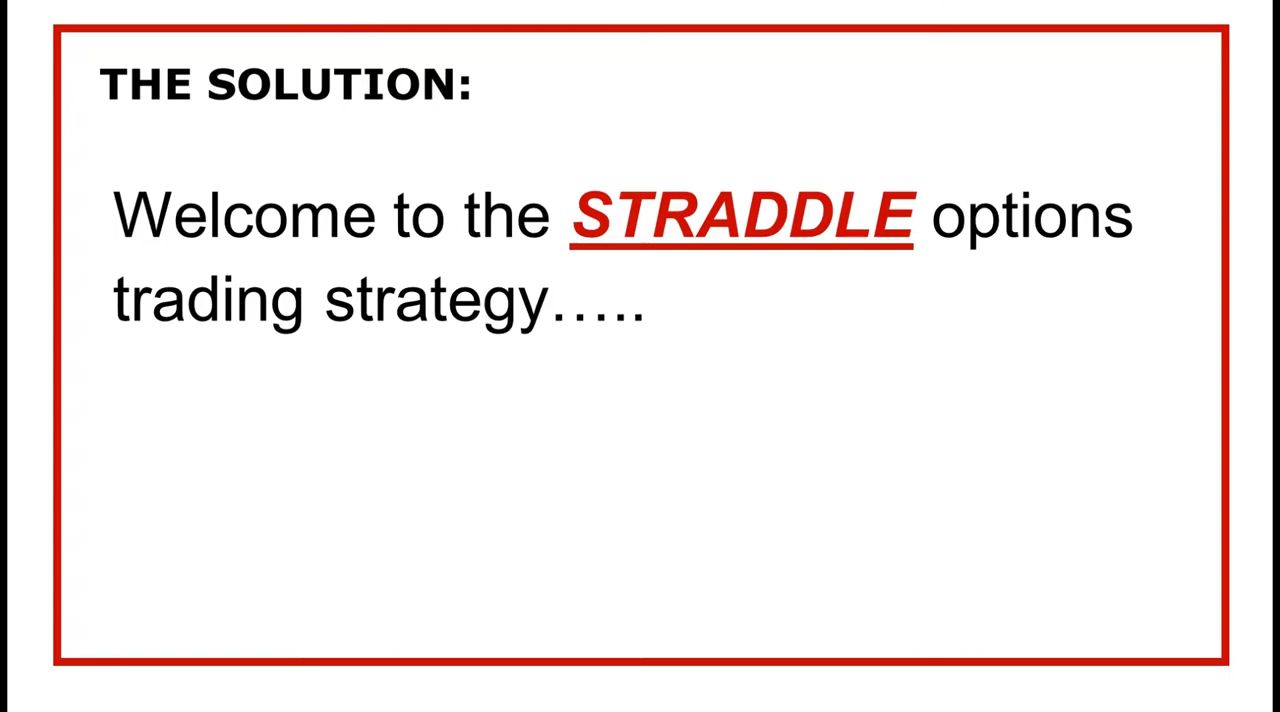 THE SOLUTION:
Welcome to the STRADDLE options
trading strategy…..